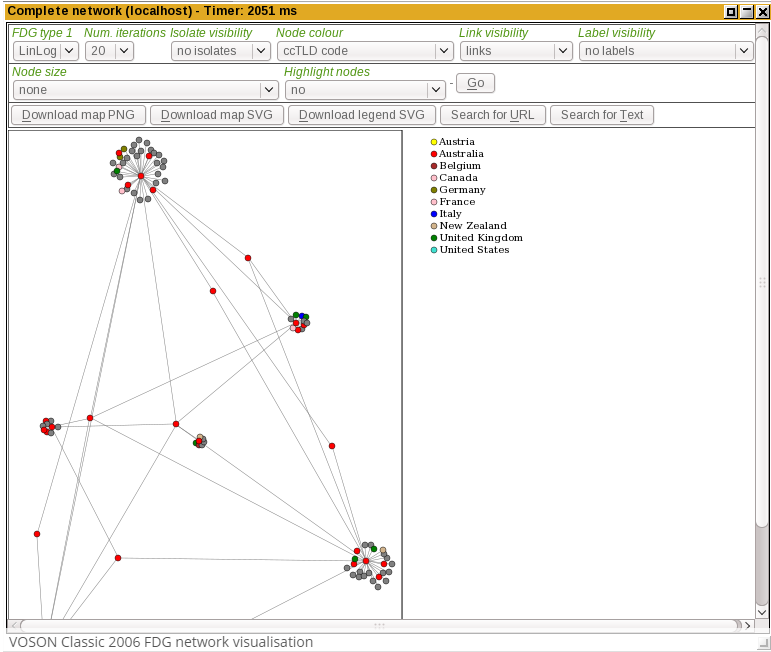 Complete network (localhost) - Timer: 2051 ms
FDG type 1 Num. iterations Isolate visibility Node colour Link visibility Label visibility
LinLog 20 no isolates ccTLD code links no labels
Node size Highlight nodes
none no - Go
Download map PNG Download map SVG Download legend SVG Search for URL Search for Text
Austria
Australia
Belgium
Canada
Germany
France
Italy
New Zealand
United Kingdom
United States
VOSON Classic 2006 FDG network visualisation